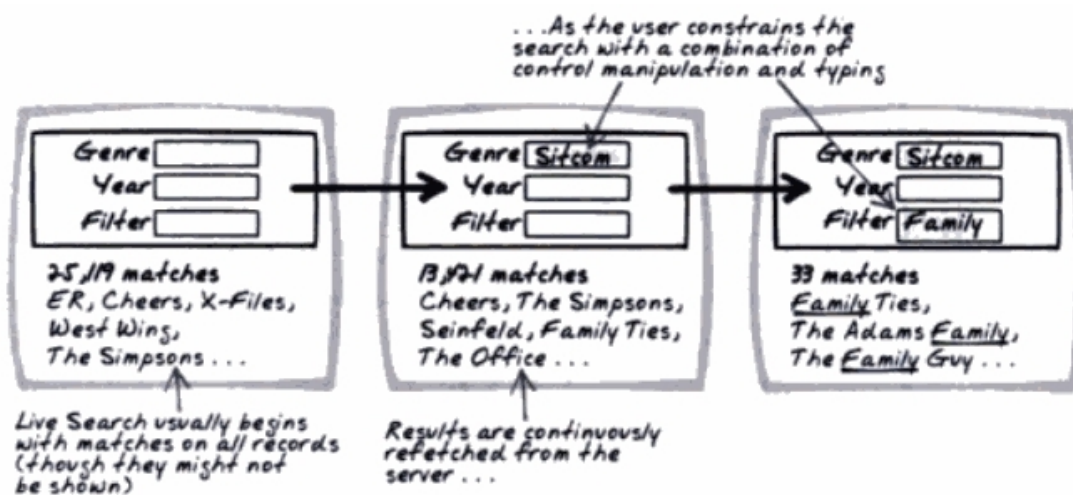 ...As the user constrains the
search with a combination of
control manipulation and typing
Genre
Year
Filter
25,119 matches
ER, Cheers, X-Files,
West Wing,
The Simpsons ...
Live Search usually begins
with matches on all records
(though they might not
be shown)
Genre Sitcom
Year
Filter
matches
Cheers, The Simpsons,
Seinfeld, Family Ties,
The Office ...
Results are continuously
refetched from the
server ...
Genre Sitcom
Year
Filter Family
33 matches
Family Ties,
The Adams Family,
The Family Guy ...